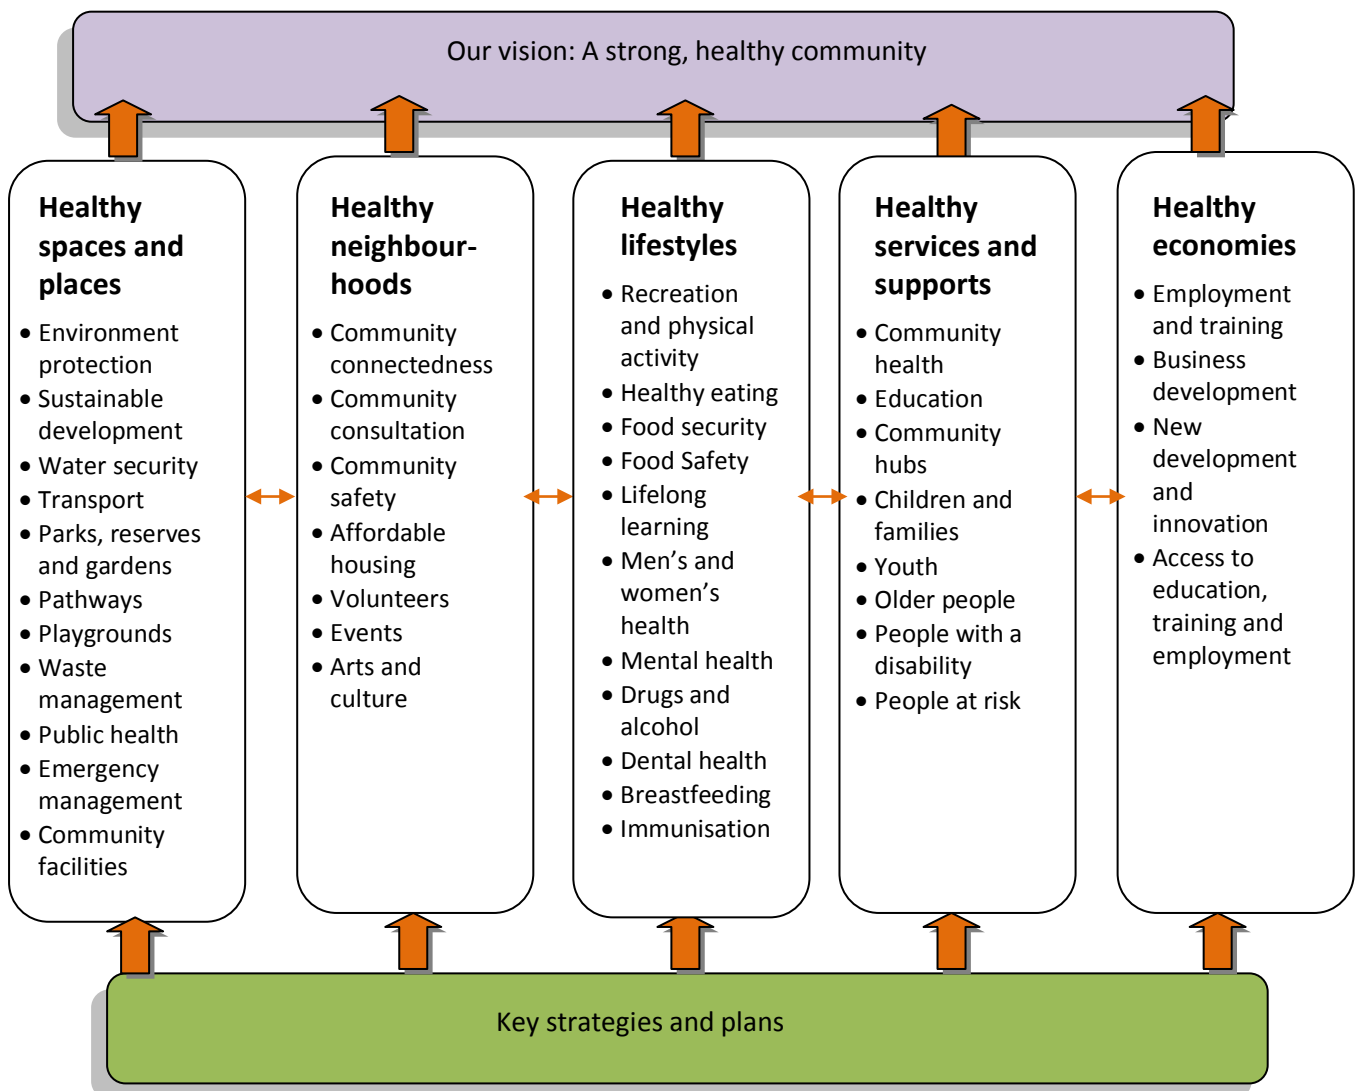 Our vision: A strong, healthy community
Healthy
spaces and
places
• Environment
protection
• Sustainable
development
• Water security
• Transport
• Parks, reserves
and gardens
• Pathways
• Playgrounds
• Waste
management
• Public health
• Emergency
management
• Community
facilities
Healthy
neighbour-
hoods
• Community
connectedness
• Community
consultation
• Community
safety
• Affordable
housing
• Volunteers
• Events
• Arts and
culture
Healthy
lifestyles
• Recreation
and physical
activity
• Healthy eating
• Food security
• Food Safety
• Lifelong
learning
• Men’s and
women’s
health
• Mental health
• Drugs and
alcohol
• Dental health
• Breastfeeding
• Immunisation
Healthy
services and
supports
• Community
health
• Education
• Community
hubs
• Children and
families
• Youth
• Older people
• People with a
disability
• People at risk
Healthy
economies
• Employment
and training
• Business
development
• New
development
and
innovation
• Access to
education,
training and
employment
Key strategies and plans